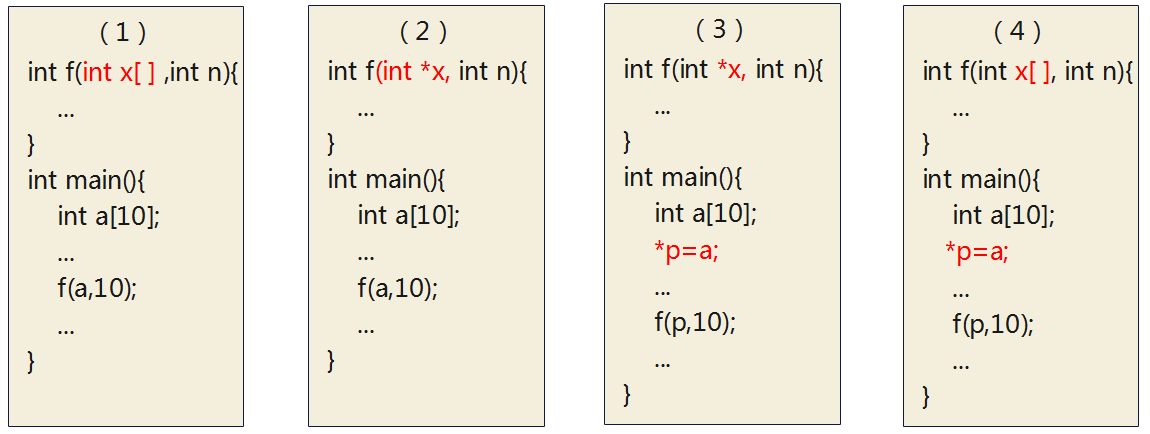 （1）
int f(int x[ ] ,int n){
...
}
int main(){
int a[10];
...
f(a,10);
...
}
（2）
int f(int *x, int n){
...
}
int main(){
int a[10];
...
f(a,10);
...
}
（3）
int f(int *x, int n){
...
}
int main(){
int a[10];
*p=a;
...
f(p,10);
...
}
（4）
int f(int x[ ], int n){
...
}
int main(){
int a[10];
*p=a;
...
f(p,10);
...
}